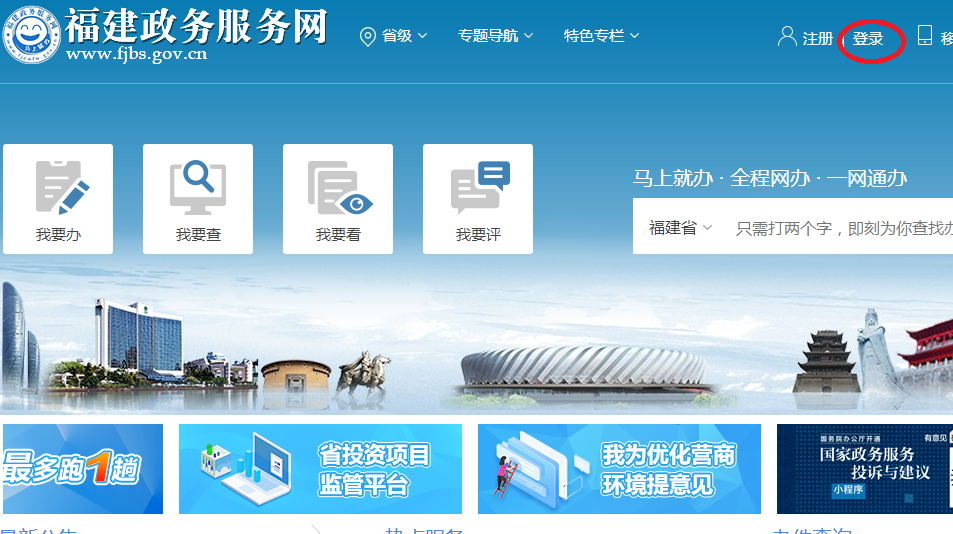 福建政务服务网
www.fjbs.gov.cn
省级
专题导航
特色专栏
注册
登录
移
我要办
我要查
我要看
我要评
马上就办 · 全程网办 · 一网通办
福建省
只需打两个字，即刻为你查找办
最多跑1趟
省投资项目
监管平台
我为优化营商
环境提意见
国务院办公厅开通
有意见
国家政务服务
投诉与建议
小程序